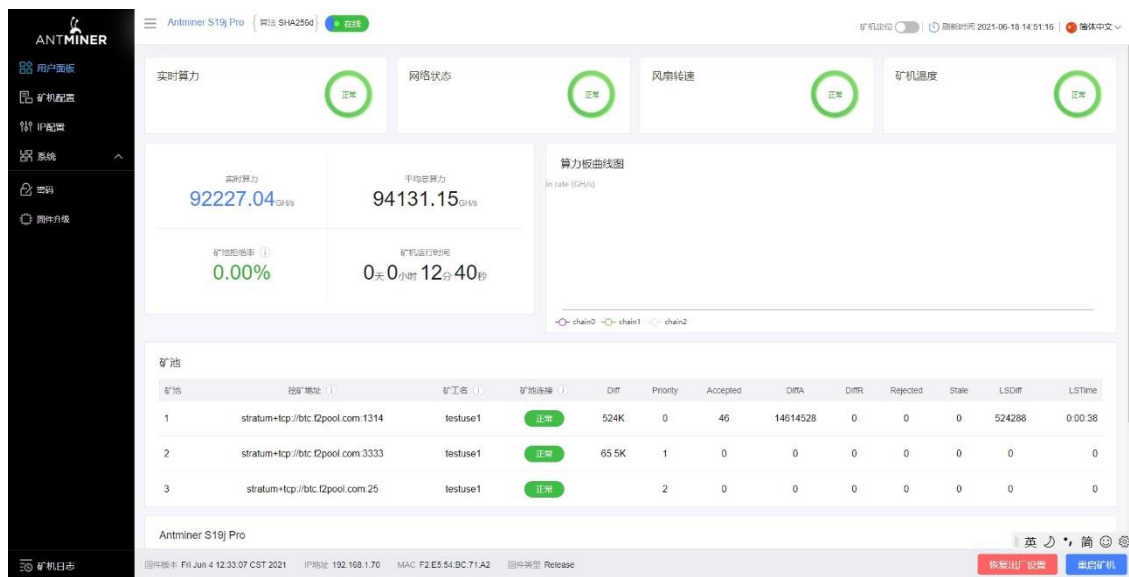 ANTMINER
Antminer S19j Pro 算法 SHA256d 在线
矿机定位 刷新时间 2021-06-18 14:51:16 简体中文
用户面板
矿机配置
IP配置
系统
密码
固件升级
矿机日志
实时算力 正常
网络状态 正常
风扇转速 正常
矿机温度 正常
实时算力
92227.04 GH/s
平均总算力
94131.15 GH/s
矿池拒绝率
0.00%
矿机运行时间
0天 0小时 12分 40秒
算力板曲线图
in rate (GH/s)
chain0 chain1 chain2
矿池
矿池 挖矿地址 矿工名 矿池连接 Diff Priority Accepted DiffA DiffR Rejected Stale LSDiff LSTime
1 stratum+tcp://btc.f2pool.com:1314 testuse1 正常 524K 0 46 14614528 0 0 0 524288 0:00:38
2 stratum+tcp://btc.f2pool.com:3333 testuse1 正常 65.5K 1 0 0 0 0 0 0 0
3 stratum+tcp://btc.f2pool.com:25 testuse1 正常 2 0 0 0 0 0 0 0
Antminer S19j Pro
英 简
固件版本 Fri Jun 4 12:33:07 CST 2021 IP地址 192.168.1.70 MAC F2:E5:54:BC:71:A2 固件类型 Release
恢复出厂设置 重启矿机